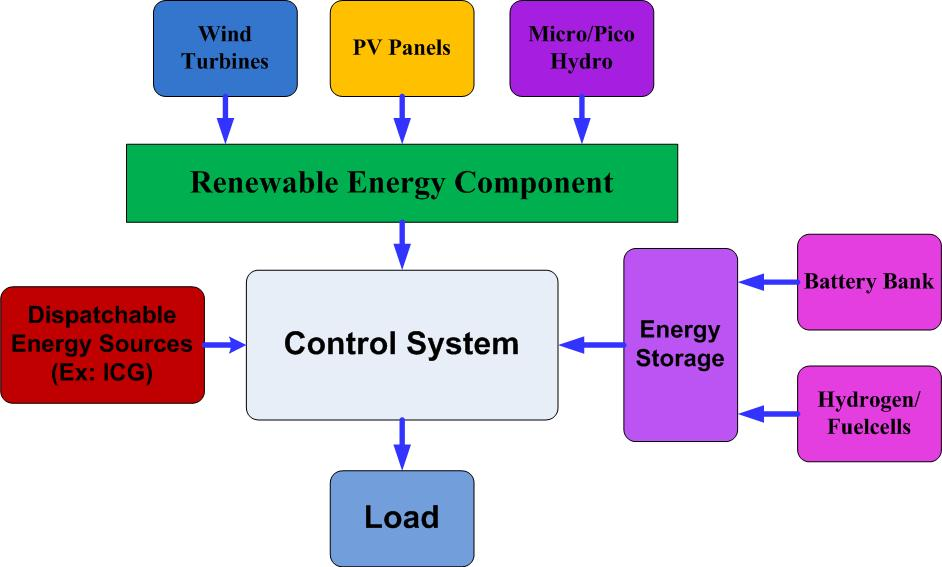 Wind
Turbines
PV Panels
Micro/Pico
Hydro
Renewable Energy Component
Dispatchable
Energy Sources
(Ex: ICG)
Control System
Energy
Storage
Battery Bank
Hydrogen/
Fuelcells
Load